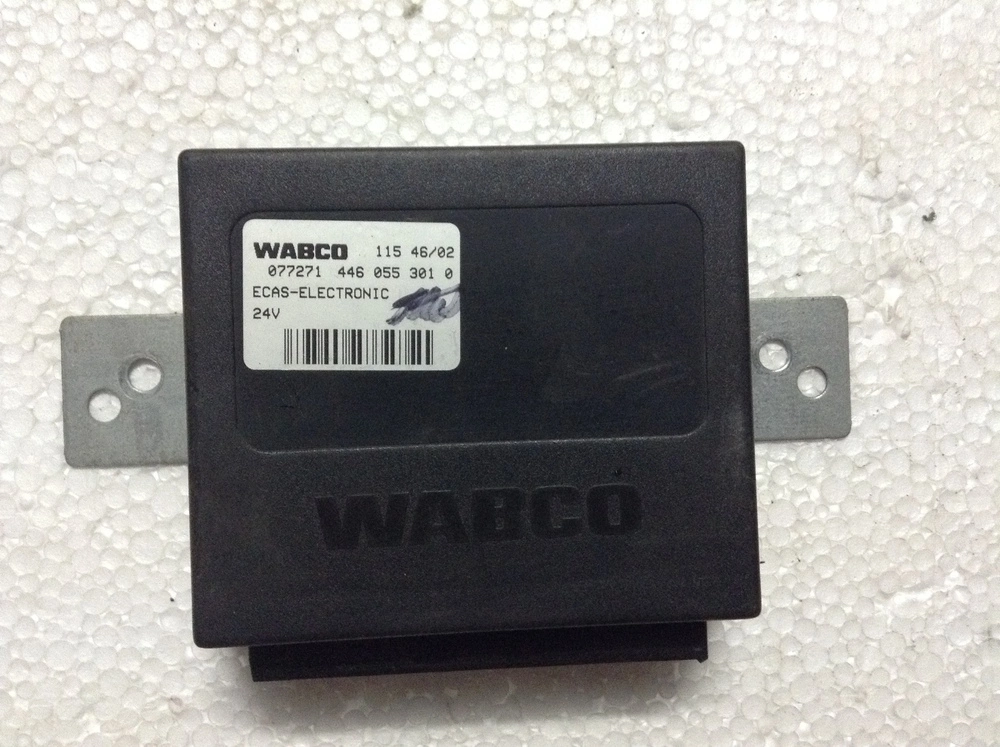 WABCO 115 46/02
077271 446 055 301 0
ECAS-ELECTRONIC
24V
WABCO